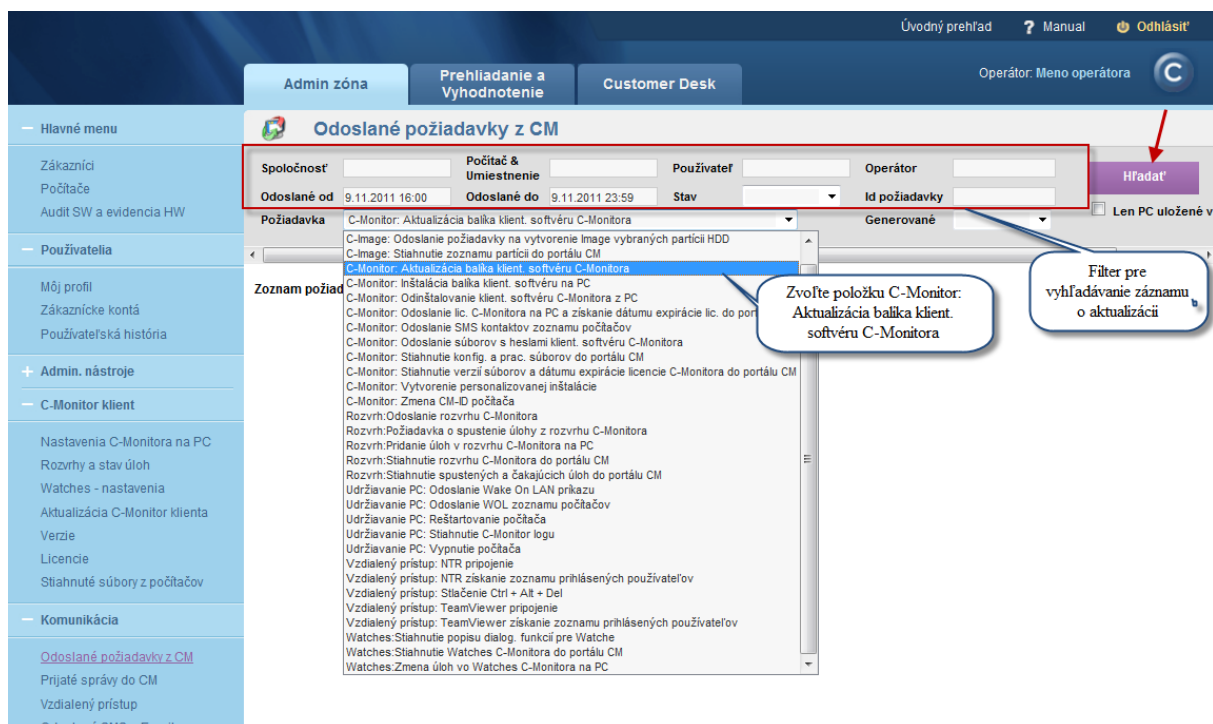 Úvodný prehľad ? Manual Odhlásiť
Admin zóna
Prehliadanie a
Vyhodnotenie
Customer Desk
Operátor: Meno operátora
C
Hlavné menu
Zákazníci
Počítače
Audit SW a evidencia HW
Používatelia
Môj profil
Zákaznícke kontá
Používateľská história
Admin. nástroje
C-Monitor klient
Nastavenia C-Monitora na PC
Rozvrhy a stav úloh
Watches - nastavenia
Aktualizácia C-Monitor klienta
Verzie
Licencie
Stiahnuté súbory z počítačov
Komunikácia
Odoslané požiadavky z CM
Prijaté správy do CM
Vzdialený prístup
Odoslané požiadavky z CM
Spoločnosť
Počítač &
Umiestnenie
Používateľ
Operátor
Hľadať
Odoslané od 9.11.2011 16:00 Odoslané do 9.11.2011 23:59 Stav Id požiadavky
Len PC uložené v
Požiadavka C-Monitor: Aktualizácia balíka klient. softvéru C-Monitora Generované
Zoznam požiad
C-Image: Odoslanie požiadavky na vytvorenie Image vybraných partícii HDD
C-Image: Stiahnutie zoznamu partícií do portálu CM
C-Monitor: Aktualizácia balíka klient. softvéru C-Monitora
C-Monitor: Inštalácia balíka klient. softvéru na PC
C-Monitor: Odinštalovanie klient. softvéru C-Monitora z PC
C-Monitor: Odoslanie lic. C-Monitora na PC a získanie dátumu expirácie lic. do por
C-Monitor: Odoslanie SMS kontaktov zoznamu počítačov
C-Monitor: Odoslanie súborov s heslami klient. softvéru C-Monitora
C-Monitor: Stiahnutie konfig. a prac. súborov do portálu CM
C-Monitor: Stiahnutie verzií súborov a dátumu expirácie licencie C-Monitora do portálu CM
C-Monitor: Vytvorenie personalizovanej inštalácie
C-Monitor: Zmena CM-ID počítača
Rozvrh:Odoslanie rozvrhu C-Monitora
Rozvrh:Požiadavka o spustenie úlohy z rozvrhu C-Monitora
Rozvrh:Pridanie úloh v rozvrhu C-Monitora na PC
Rozvrh:Stiahnutie rozvrhu C-Monitora do portálu CM
Rozvrh:Stiahnutie spustených a čakajúcich úloh do portálu CM
Udržiavanie PC: Odoslanie Wake On LAN príkazu
Udržiavanie PC: Odoslanie WOL zoznamu počítačov
Udržiavanie PC: Reštartovanie počítača
Udržiavanie PC: Stiahnutie C-Monitor logu
Udržiavanie PC: Vypnutie počítača
Vzdialený prístup: NTR pripojenie
Vzdialený prístup: NTR získanie zoznamu prihlásených používateľov
Vzdialený prístup: Stlačenie Ctrl + Alt + Del
Vzdialený prístup: TeamViewer pripojenie
Vzdialený prístup: TeamViewer získanie zoznamu prihlásených používateľov
Watches:Stiahnutie popisu dialog. funkcií pre Watche
Watches:Stiahnutie Watches C-Monitora do portálu CM
Watches:Zmena úloh vo Watches C-Monitora na PC
Zvoľte položku C-Monitor:
Aktualizácia balika klient.
softvéru C-Monitora
Filter pre
vyhľadávanie záznamu
o aktualizácii